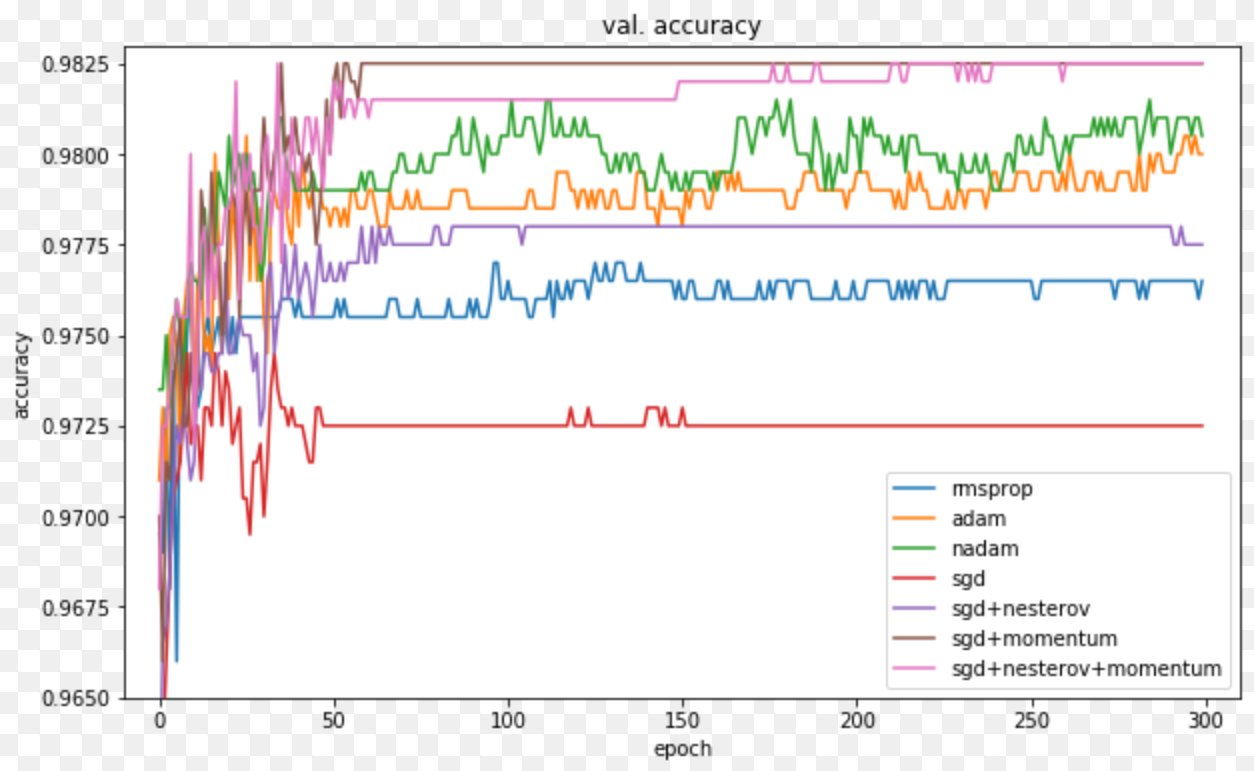 val. accuracy
0.9825
0.9800
0.9775
0.9750
0.9725
0.9700
0.9675
0.9650
accuracy
rmsprop
adam
nadam
sgd
sgd+nesterov
sgd+momentum
sgd+nesterov+momentum
0 50 100 150 200 250 300
epoch